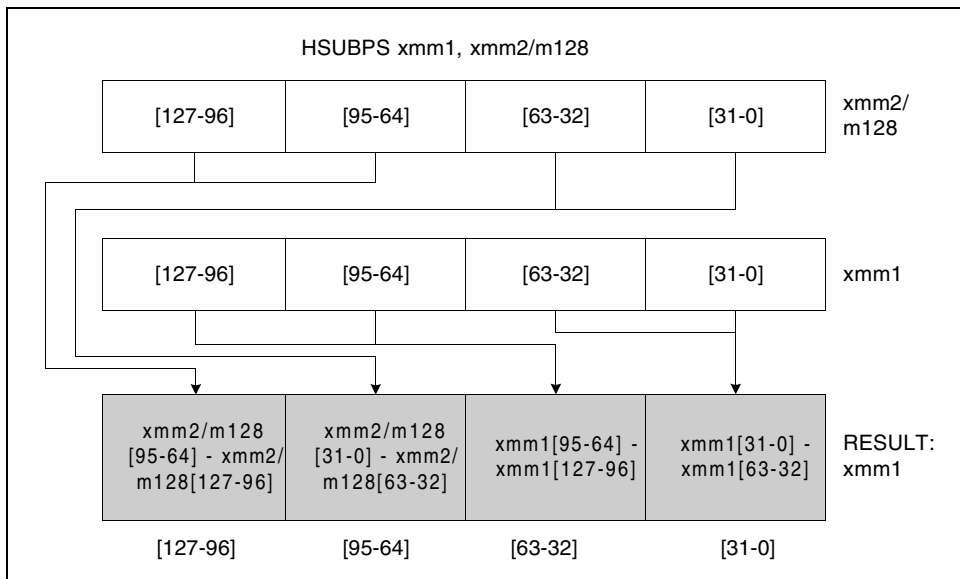 HSUBPS xmm1, xmm2/m128
[127-96] [95-64] [63-32] [31-0] xmm2/
m128
[127-96] [95-64] [63-32] [31-0] xmm1
xmm2/m128
[95-64] - xmm2/
m128[127-96]
xmm2/m128
[31-0] - xmm2/
m128[63-32]
xmm1[95-64] -
xmm1[127-96]
xmm1[31-0] -
xmm1[63-32]
RESULT:
xmm1
[127-96] [95-64] [63-32] [31-0]